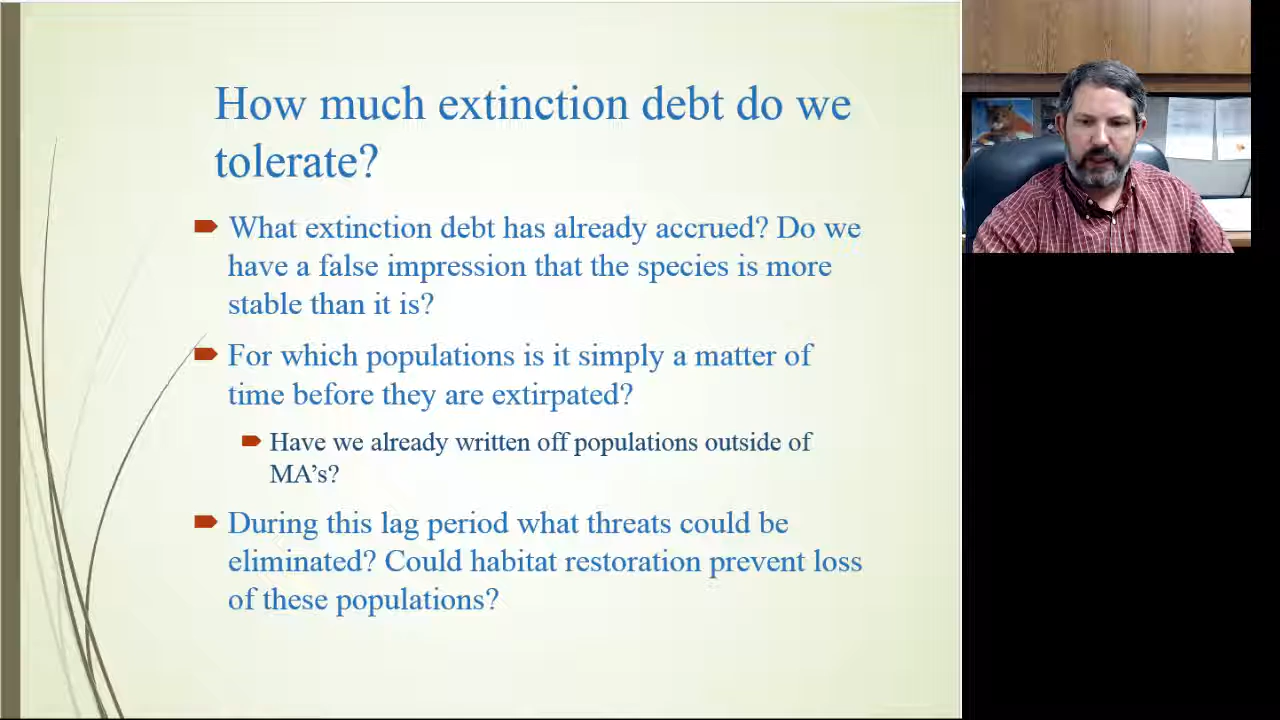 How much extinction debt do we
tolerate?
What extinction debt has already accrued? Do we
have a false impression that the species is more
stable than it is?
For which populations is it simply a matter of
time before they are extirpated?
Have we already written off populations outside of
MA's?
During this lag period what threats could be
eliminated? Could habitat restoration prevent loss
of these populations?